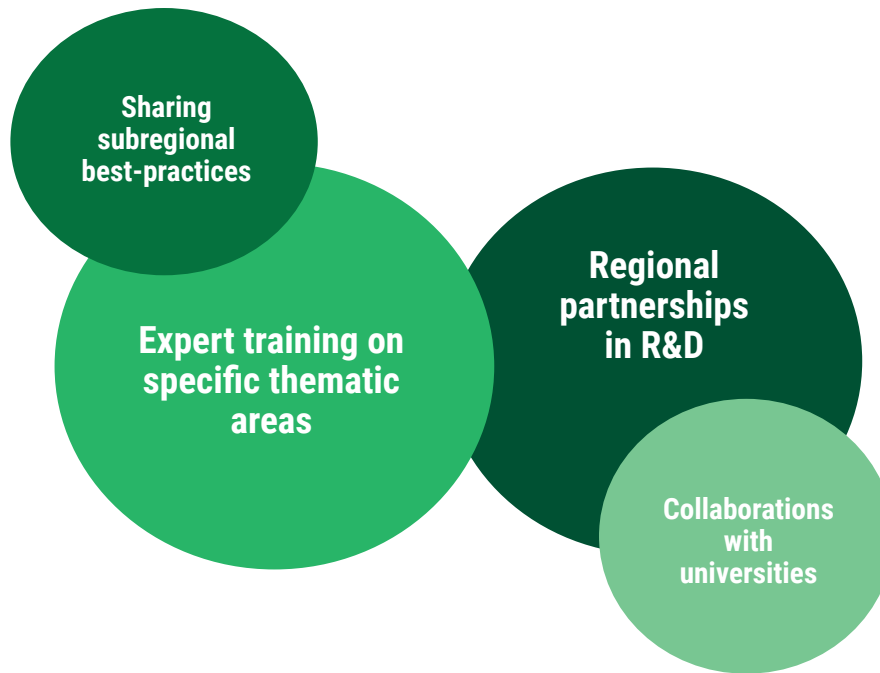 Sharing
subregional
best-practices
Expert training on
specific thematic
areas
Regional
partnerships
in R&D
Collaborations
with
universities